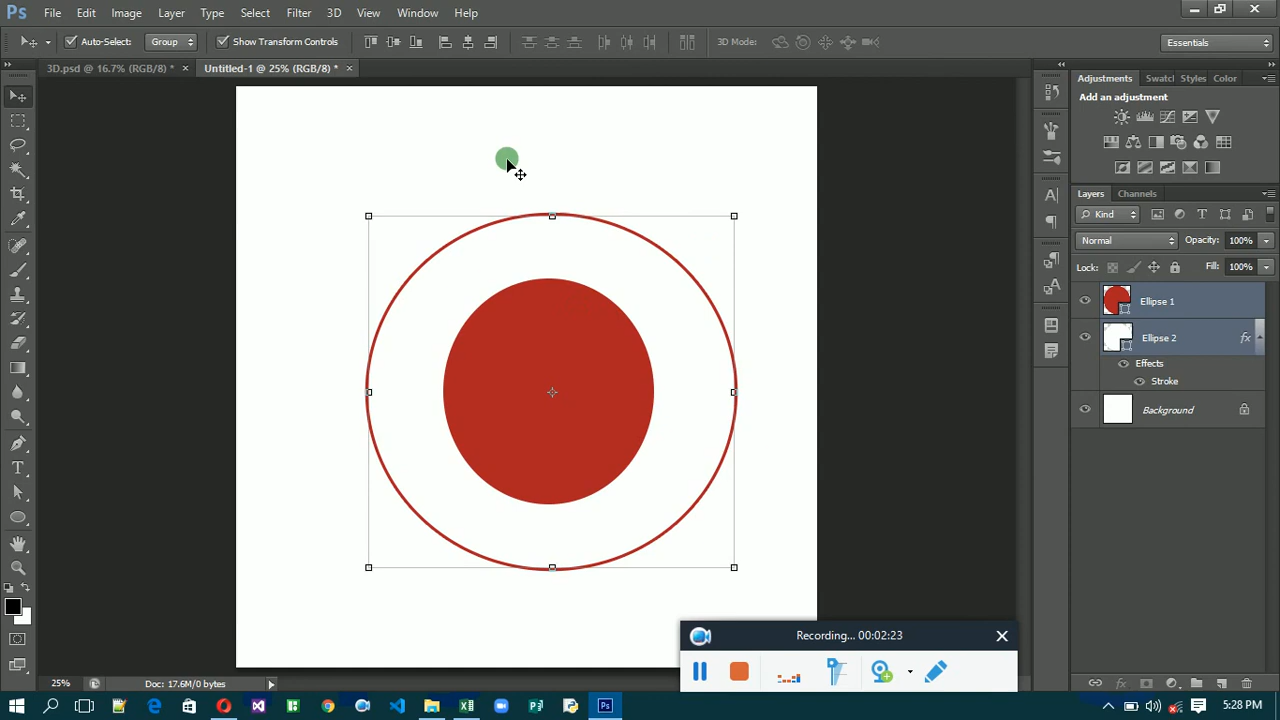 Ps File Edit Image Layer Type Select Filter 3D View Window Help
Auto-Select: Group Show Transform Controls 3D Mode: Essentials
3D.psd @ 16.7% (RGB/8) * × Untitled-1 @ 25% (RGB/8) * ×
Adjustments Swatcl Styles Color
Add an adjustment
Layers Channels
Kind
Normal Opacity: 100%
Lock: Fill: 100%
Ellipse 1
Ellipse 2 fx
Effects
Stroke
Background
Recording... 00:02:23
25% Doc: 17.6M/0 bytes
5:28 PM